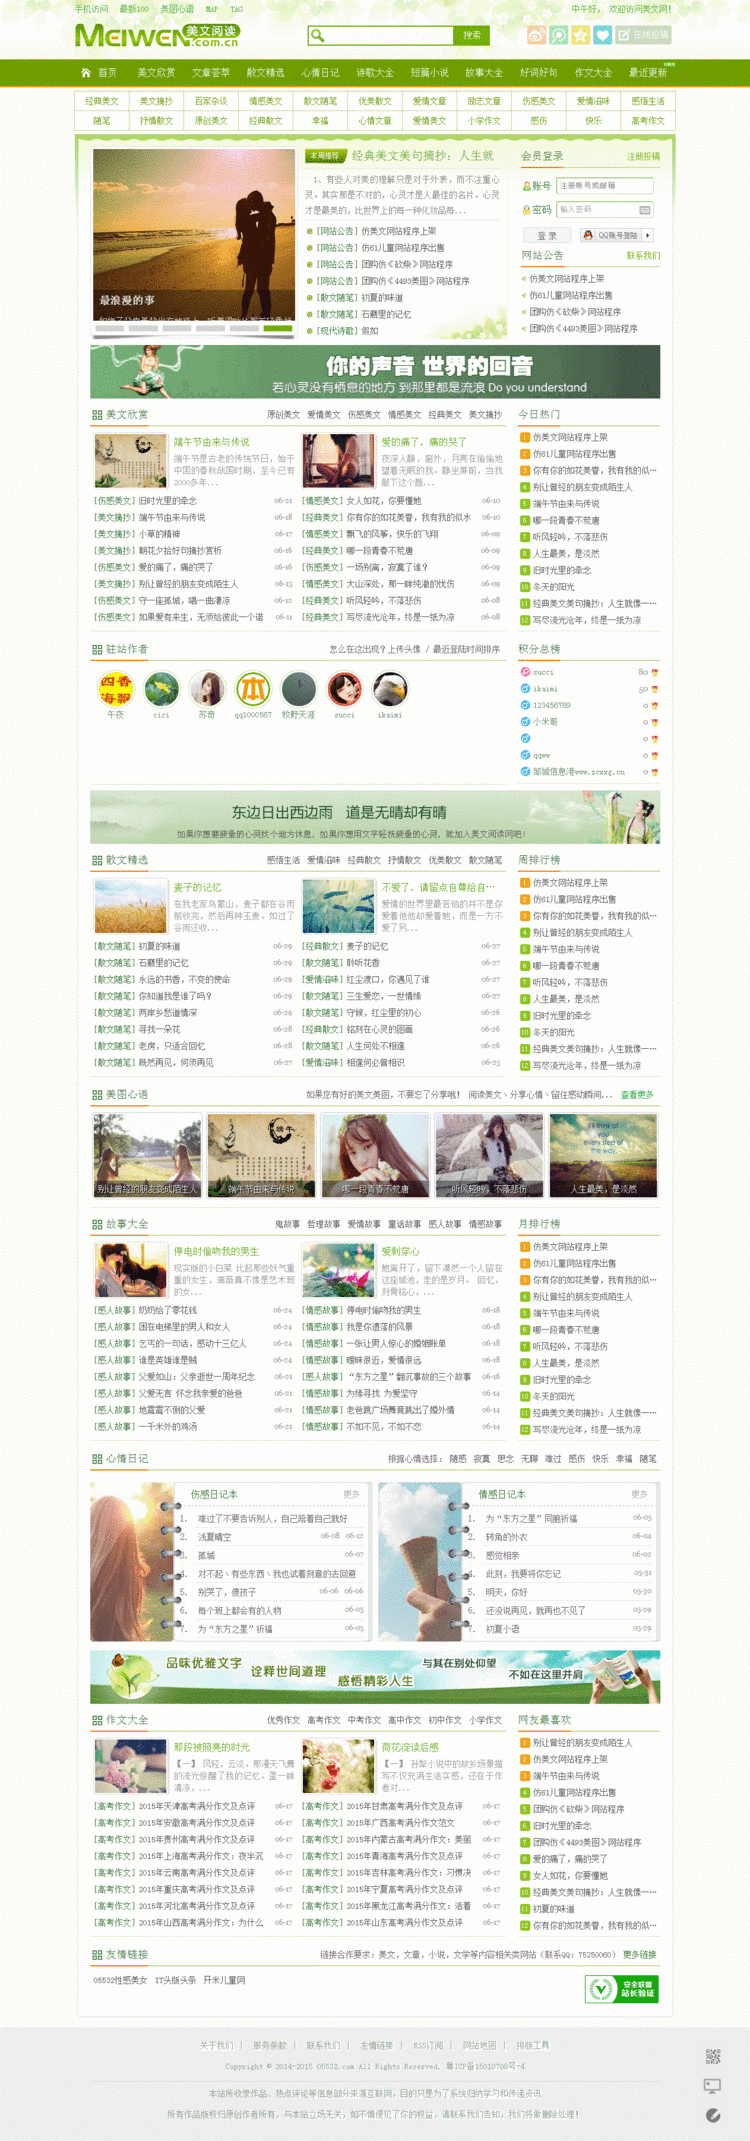 手机访问 最新100 美图心语 MAP TAG
中午好， 欢迎访问美文网！
MEIWEN 美文阅读 .com.cn
搜索
在线投稿
首页 美文欣赏 文章荟萃 散文精选 心情日记 诗歌大全 短篇小说 故事大全 好词好句 作文大全 最近更新
经典美文 美文摘抄 百家杂谈 情感美文 散文随笔 优美散文 爱情文章 励志文章 伤感美文 爱情滋味 感悟生活
随笔 抒情散文 原创美文 经典散文 幸福 心情文章 爱情美文 小学作文 感伤 快乐 高考作文
最浪漫的事
本周推荐 经典美文美句摘抄：人生就
1、有些人对美的理解只是对于外表，而不注重心
灵。其实那是不对的，心灵才是人最佳的名片。心灵
才是最美的，比世界上的每一种化妆品每...
[网站公告] 仿美文网站程序上架
[网站公告] 仿61儿童网站程序出售
[网站公告] 团购仿《砍柴》网站程序
[网站公告] 团购仿《4493美图》网站程序
[散文随笔] 初夏的味道
[散文随笔] 石磨里的记忆
[现代诗歌] 假如
会员登录 注册投稿
账号 注册帐号或邮箱
密码 输入密码
登 录 QQ账号登陆
网站公告 联系我们
仿美文网站程序上架
仿61儿童网站程序出售
团购仿《砍柴》网站程序
团购仿《4493美图》网站程序
你的声音 世界的回音
若心灵没有栖息的地方 到那里都是流浪 Do you understand
美文欣赏 原创美文 爱情美文 伤感美文 情感美文 经典美文 美文摘抄
端午节由来与传说
端午节是古老的传统节日，始于
中国的春秋战国时期，至今已有
2000多年...
爱的痛了，痛的哭了
夜深人静，窗外，月亮在偷偷地
望着无眠的我。静坐屏前，当我
敲下这个题...
[伤感美文] 旧时光里的牵念 06-21
[美文摘抄] 端午节由来与传说 06-18
[美文摘抄] 小草的精神 06-17
[美文摘抄] 朝花夕拾好句摘抄赏析 06-16
[伤感美文] 爱的痛了，痛的哭了 06-16
[美文摘抄] 别让曾经的朋友变成陌生人 06-15
[伤感美文] 守一座孤城，唱一曲凄凉 06-12
[伤感美文] 如果爱有来生，无须给彼此一个诺 06-11
[情感美文] 女人如花，你要懂她 06-10
[经典美文] 你有你的如花美眷，我有我的似水 06-10
[情感美文] 飘飞的风筝，快乐的飞翔 06-09
[经典美文] 哪一段青春不荒唐 06-09
[伤感美文] 一场别离，寂寞了谁？ 06-09
[情感美文] 大山深处，那一眸纯澈的忧伤 06-09
[经典美文] 听风轻吟，不落悲伤 06-08
[经典美文] 写尽流光沧年，终是一纸为凉 06-08
今日热门
1 仿美文网站程序上架
2 仿61儿童网站程序出售
3 你有你的如花美眷，我有我的似…
4 别让曾经的朋友变成陌生人
5 端午节由来与传说
6 哪一段青春不荒唐
7 听风轻吟，不落悲伤
8 人生最美，是淡然
9 旧时光里的牵念
10 冬天的阳光
11 经典美文美句摘抄：人生就像一…
12 写尽流光沧年，终是一纸为凉
驻站作者 怎么在这出现？上传头像 / 最近登陆时间排序
午夜 cici 苏奇 qq1000567 牧野天涯 succi ikaimi
积分总榜
succi 80
ikaimi 50
123456789 0
小米哥 0
0
qqww 0
邹城信息港www.zcxxg.cn 0
东边日出西边雨 道是无晴却有晴
如果你想要疲惫的心灵找个地方休息，如果你想用文字轻抚疲惫的心灵，就加入美文阅读网吧！
散文精选 感悟生活 爱情滋味 经典散文 抒情散文 优美散文 散文随笔
麦子的记忆
在我老家乌蒙山，麦子都在谷雨
前收完，然后再种玉麦。如过了
谷雨还收...
不爱了，请留点自尊给自…
爱情的世界里最苦恼的并不是你
爱着他他却爱着她，而是一方不
爱了另...
[散文随笔] 初夏的味道 06-29
[散文随笔] 石磨里的记忆 06-29
[散文随笔] 永远的书香，不变的使命 06-29
[散文随笔] 你知道我是谁了吗？ 06-29
[散文随笔] 两岸乡愁道情深 06-29
[散文随笔] 寻找一朵花 06-28
[散文随笔] 老房，只适合回忆 06-28
[散文随笔] 既然再见，何须再见 06-27
[经典散文] 麦子的记忆 06-27
[散文随笔] 聆听花香 06-27
[爱情滋味] 红尘渡口，你遇见了谁 06-27
[散文随笔] 三生爱恋，一世情缘 06-27
[散文随笔] 守候，红尘里的初心 06-26
[经典散文] 铭刻在心灵的图画 06-26
[散文随笔] 人生何处不相逢 06-26
[爱情滋味] 相逢何必曾相识 06-25
周排行榜
1 仿美文网站程序上架
2 仿61儿童网站程序出售
3 你有你的如花美眷，我有我的似…
4 别让曾经的朋友变成陌生人
5 端午节由来与传说
6 哪一段青春不荒唐
7 听风轻吟，不落悲伤
8 人生最美，是淡然
9 旧时光里的牵念
10 冬天的阳光
11 经典美文美句摘抄：人生就像一…
12 写尽流光沧年，终是一纸为凉
美图心语 如果您有好的美文美图，不要忘了分享哦！ 阅读美文、分享心情、留住感动瞬间... 查看更多
别让曾经的朋友变成陌生人
端午节由来与传说
哪一段青春不荒唐
听风轻吟，不落悲伤
I'll think of you every step of the way.
人生最美，是淡然
故事大全 鬼故事 哲理故事 爱情故事 童话故事 感人故事 情感故事
停电时偷吻我的男生
现实版的小白菜 比起那些妖气重
重的女生，龚薇真不像是艺术班
的女...
爱刺穿心
她离开了，留下漠然一个人留在
这座城池，走的是岁月， 回忆，
刻骨铭心，...
[感人故事] 奶奶给了零花钱 06-24
[感人故事] 困在电梯里的男人和女人 06-24
[感人故事] 乞丐的一句话，感动十三亿人 06-24
[感人故事] 谁是英雄谁是贼 06-24
[感人故事] 父爱如山：父亲逝世一周年纪念 06-21
[感人故事] 父爱无言 怀念我亲爱的爸爸 06-21
[感人故事] 地震震不倒的父爱 06-21
[感人故事] 一千米外的鸡汤 06-21
[情感故事] 停电时偷吻我的男生 06-18
[情感故事] 我是你遗落的风景 06-18
[情感故事] 一张让男人惊心的婚姻账单 06-18
[情感故事] 暧昧很近，爱情很远 06-18
[感人故事] “东方之星”翻沉事故的三个故事 06-16
[情感故事] 为缘寻找 为爱坚守 06-14
[情感故事] 老爸跳广场舞竟跳出了婚外情 06-14
[情感故事] 不如不见，不如不恋 06-14
月排行榜
1 仿美文网站程序上架
2 仿61儿童网站程序出售
3 你有你的如花美眷，我有我的似…
4 别让曾经的朋友变成陌生人
5 端午节由来与传说
6 哪一段青春不荒唐
7 听风轻吟，不落悲伤
8 人生最美，是淡然
9 旧时光里的牵念
10 冬天的阳光
11 经典美文美句摘抄：人生就像一…
12 写尽流光沧年，终是一纸为凉
心情日记 根据心情选择： 随感 寂寞 思念 无聊 难过 感伤 快乐 幸福 随笔
伤感日记本 更多
1. 难过了不要告诉别人，自己陪着自己就好
2. 浅夏晴空 06-08 06-12
3. 孤城 06-07
4. 对不起丶有些东西丶我也试着刻意的去回避
5. 别哭了，傻孩子 06-06 06-06
6. 每个班上都会有的人物 06-05
7. 为“东方之星”祈福 06-05
情感日记本 更多
1. 为“东方之星”同胞祈福 06-05
2. 转角的外衣 06-04
3. 感觉相亲 06-02
4. 此刻，我要将你忘记 05-31
5. 明天，你好 05-30
6. 还没说再见，就再也不见了 05-29
7. 初夏小语 05-29
品味优雅文字 诠释世间道理 感悟精彩人生 与其在别处仰望 不如在这里并肩
作文大全 优秀作文 高考作文 中考作文 高中作文 初中作文 小学作文
那段被照亮的时光
【一】 风轻，云淡。那漫天飞舞
的流光惊醒了我的记忆。蓝一眸
清凉，...
荷花淀读后感
【一】 孙犁小说中的故乡场景描
写不仅充满生活实感，还在于作
者对...
[高考作文] 2015年天津高考满分作文及点评 06-17
[高考作文] 2015年安徽高考满分作文及点评 06-17
[高考作文] 2015年贵州高考满分作文及点评 06-17
[高考作文] 2015年上海高考满分作文：夜半沉 06-17
[高考作文] 2015年云南高考满分作文及点评 06-17
[高考作文] 2015年重庆高考满分作文及点评 06-17
[高考作文] 2015年河北高考满分作文及点评 06-17
[高考作文] 2015年山西高考满分作文：为什么 06-17
[高考作文] 2015年甘肃高考满分作文及点评 06-17
[高考作文] 2015年广西高考满分作文范文 06-17
[高考作文] 2015年内蒙古高考满分作文：美丽 06-17
[高考作文] 2015年青海高考满分作文及点评 06-17
[高考作文] 2015年吉林高考满分作文：习惯决 06-17
[高考作文] 2015年宁夏高考满分作文及点评 06-17
[高考作文] 2015年黑龙江高考满分作文：活着 06-17
[高考作文] 2015年山东高考满分作文及点评 06-17
网友最喜欢
1 别让曾经的朋友变成陌生人
2 仿美文网站程序上架
3 端午节由来与传说
4 仿61儿童网站程序出售
5 团购仿《砍柴》网站程序
6 旧时光里的牵念
7 团购仿《4493美图》网站程序
8 爱的痛了，痛的哭了
9 女人如花，你要懂她
10 经典美文美句摘抄：人生就像一…
11 初夏的味道
12 你有你的如花美眷，我有我的似…
友情链接 链接合作要求：美文，文章，小说，文学等内容相关类网站（联系QQ：75250060） 更多链接
05532性感美女 IT头版头条 开米儿童网
安全联盟
站长验证
关于我们 | 服务条款 | 联系我们 | 友情链接 | RSS订阅 | 网站地图 | 排版工具
Copyright © 2014-2015 05532.com All Rights Reserved. 粤ICP备15019708号-4
本站所收录作品、热点评论等信息部分来源互联网，目的只是为了系统归纳学习和传递资讯
所有作品版权归原创作者所有，与本站立场无关，如不慎侵犯了你的权益，请联系我们告知，我们将做删除处理！